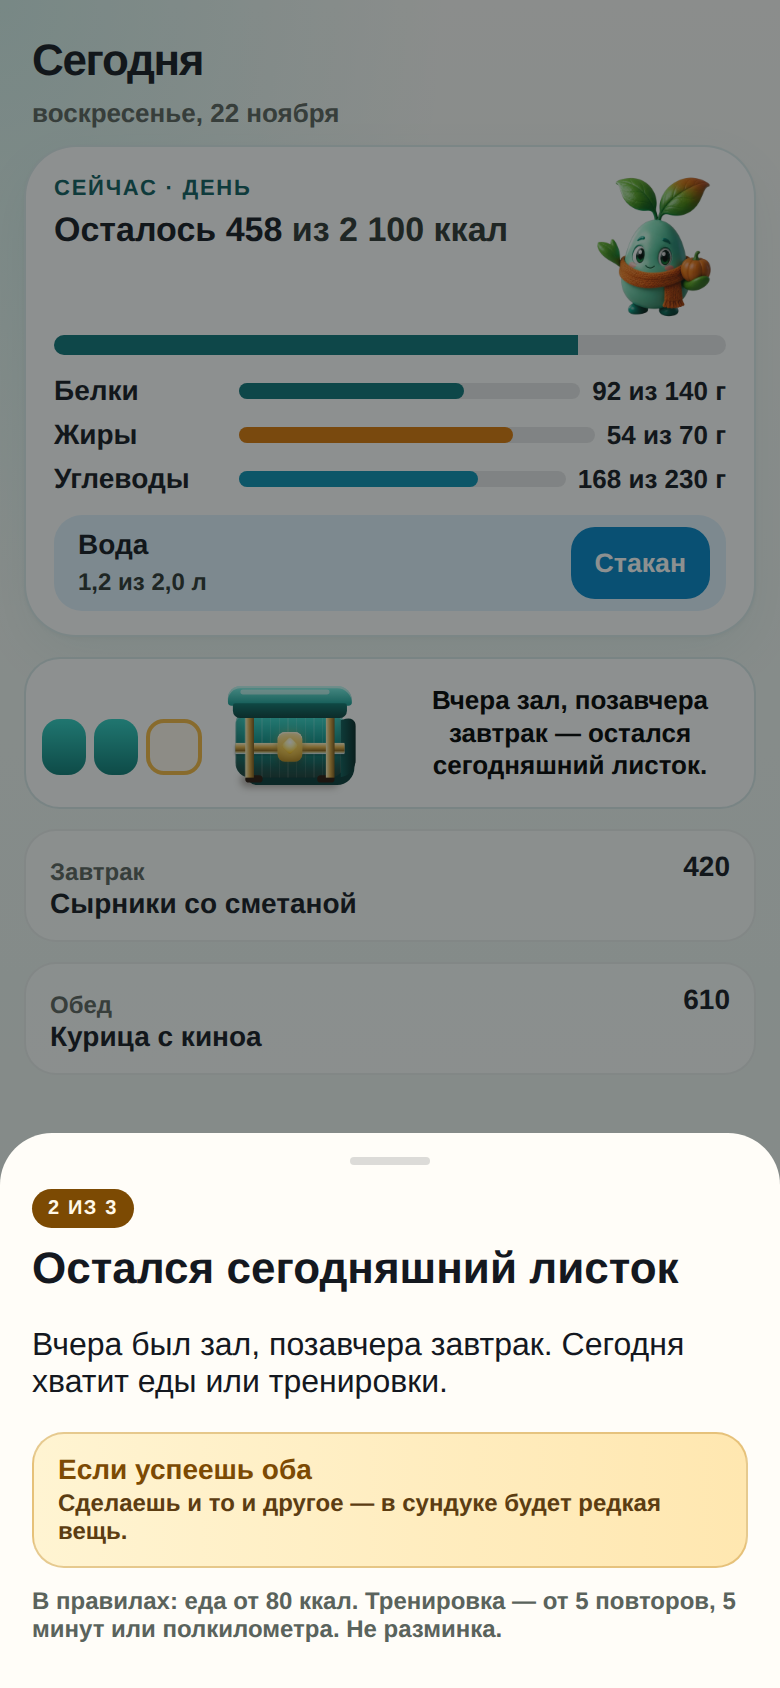 Сегодня
воскресенье, 22 ноября
СЕЙЧАС · ДЕНЬ
Осталось 458 из 2 100 ккал
Белки 92 из 140 г
Жиры 54 из 70 г
Углеводы 168 из 230 г
Вода
1,2 из 2,0 л
Стакан
Вчера зал, позавчера
завтрак — остался
сегодняшний листок.
Завтрак 420
Сырники со сметаной
Обед 610
Курица с киноа
2 ИЗ 3
Остался сегодняшний листок
Вчера был зал, позавчера завтрак. Сегодня
хватит еды или тренировки.
Если успеешь оба
Сделаешь и то и другое — в сундуке будет редкая
вещь.
В правилах: еда от 80 ккал. Тренировка — от 5 повторов, 5
минут или полкилометра. Не разминка.